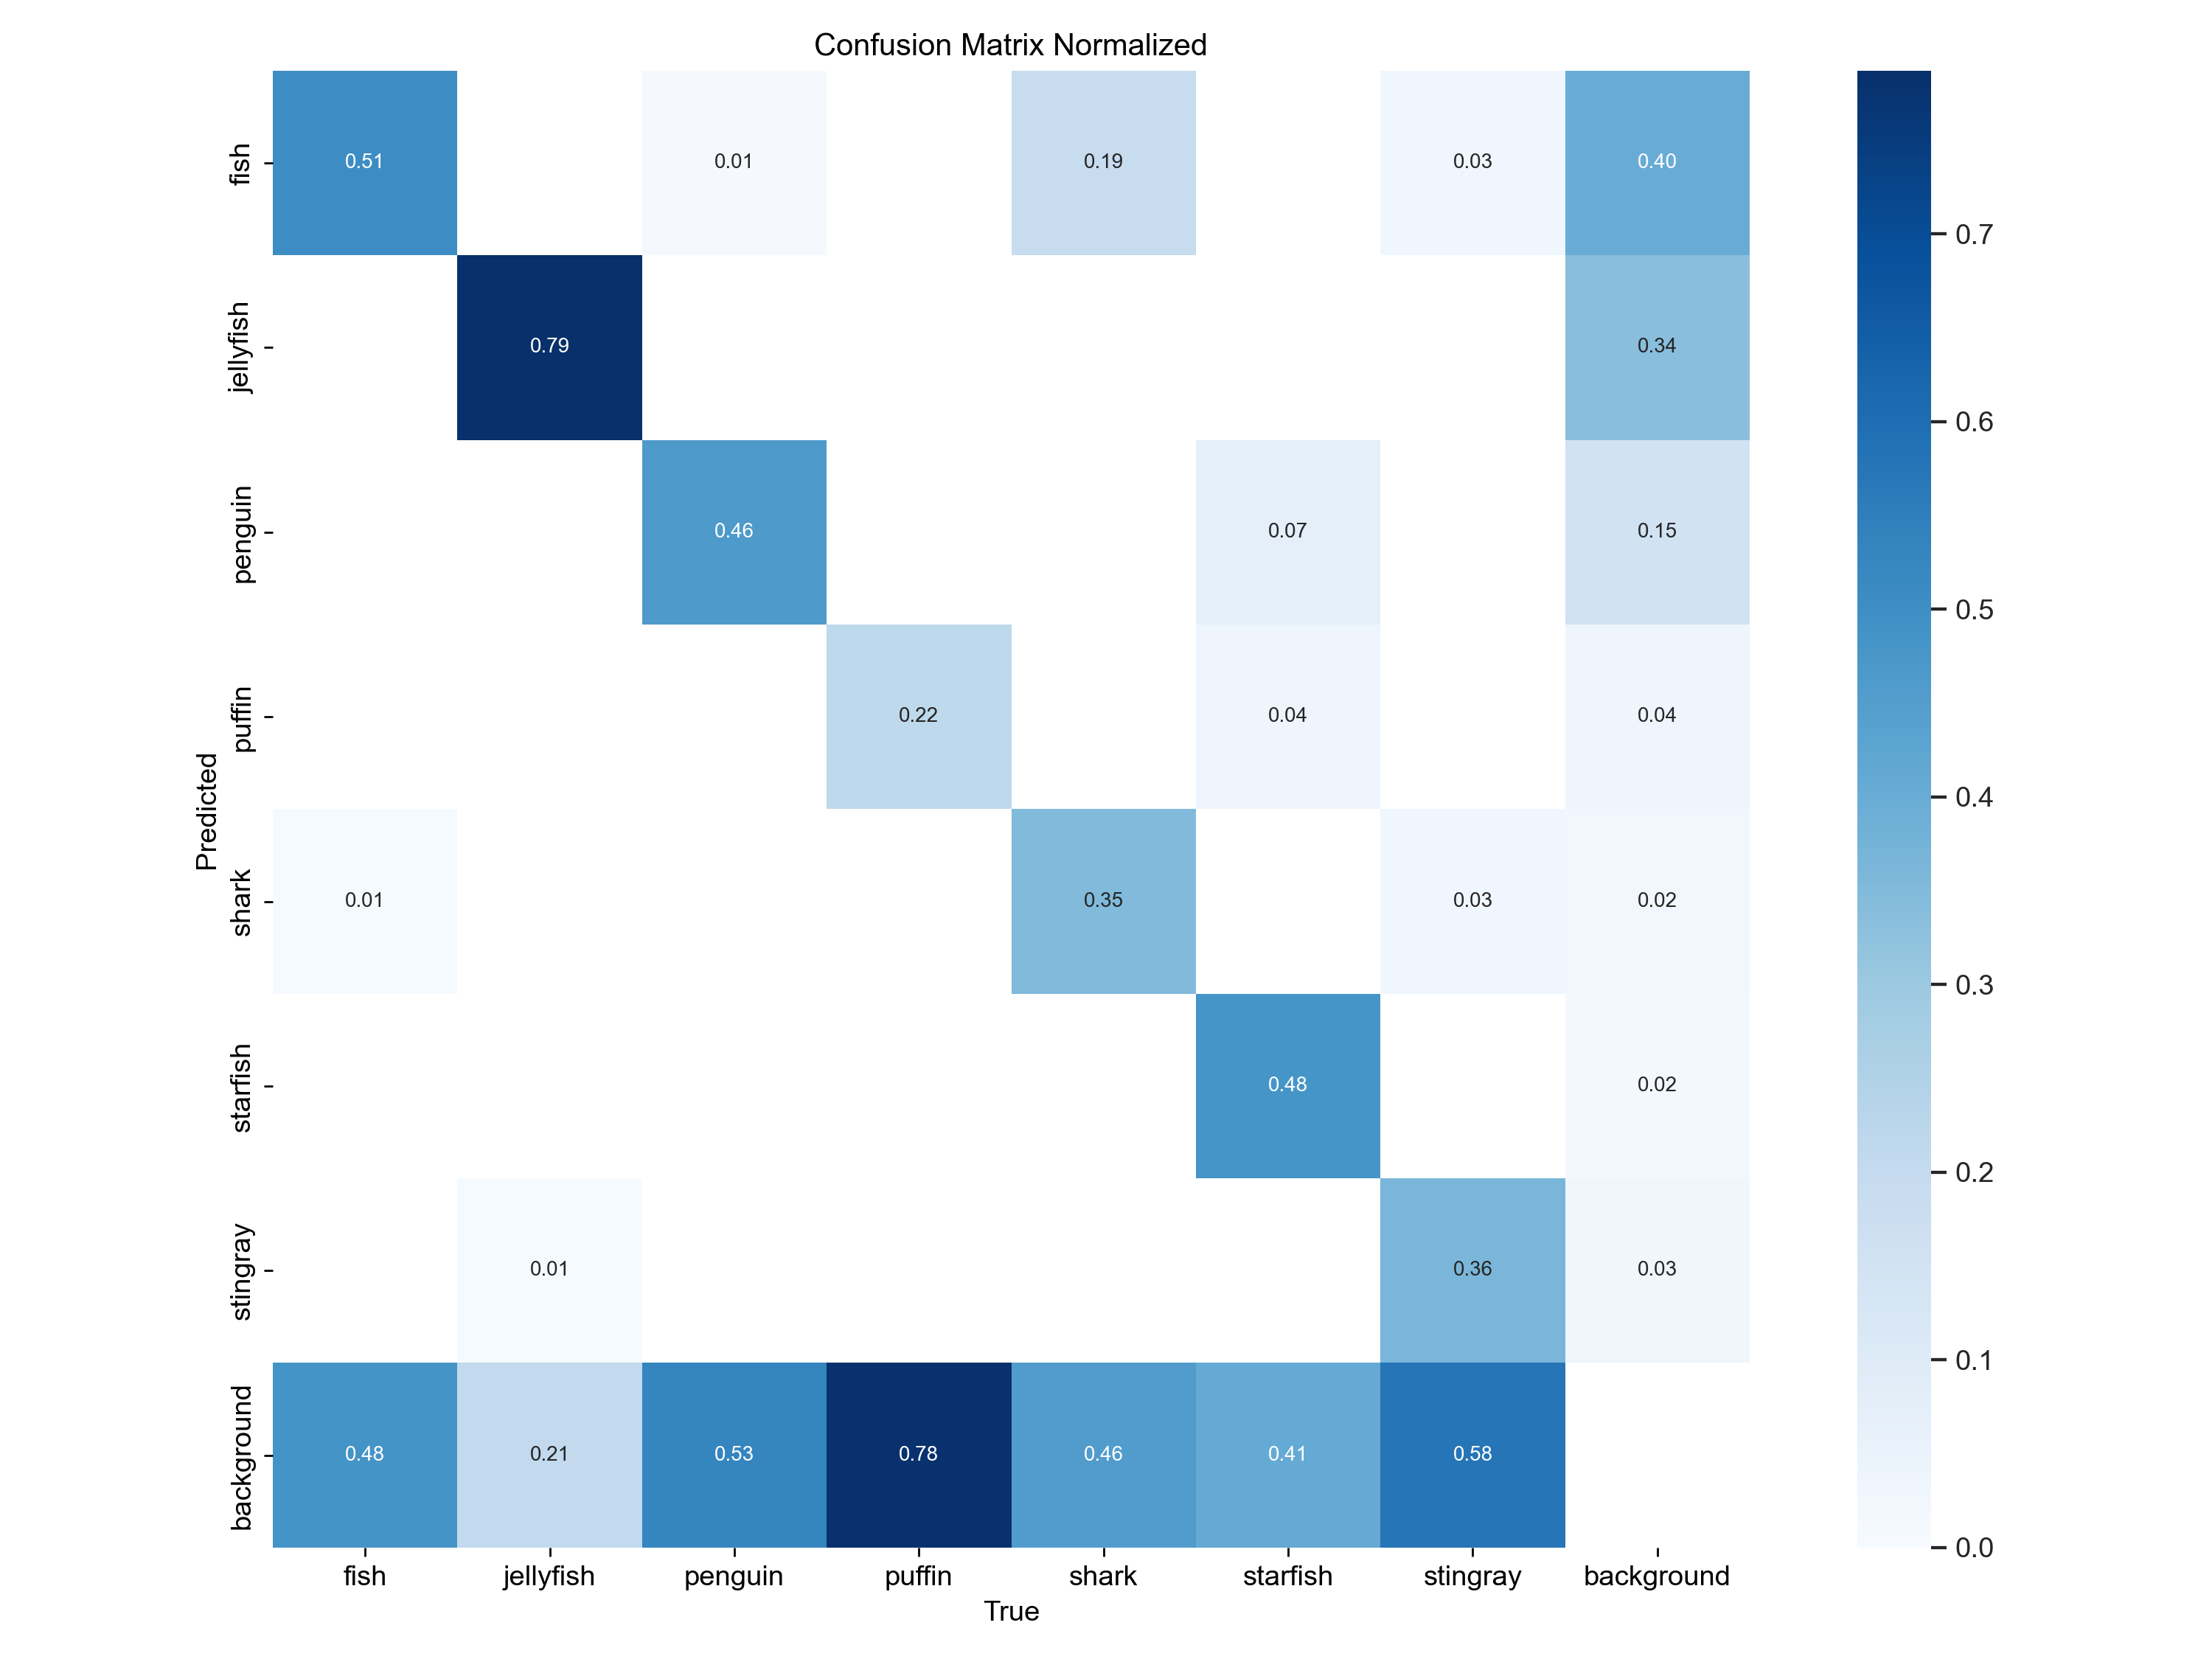 Confusion Matrix Normalized
fish
0.51
0.01
0.19
0.03
0.40
jellyfish
0.79
0.34
penguin
0.46
0.07
0.15
puffin
0.22
0.04
0.04
shark
0.01
0.35
0.03
0.02
starfish
0.48
0.02
stingray
0.01
0.36
0.03
background
0.48
0.21
0.53
0.78
0.46
0.41
0.58
Predicted
fish
jellyfish
penguin
puffin
shark
starfish
stingray
background
True
0.7
0.6
0.5
0.4
0.3
0.2
0.1
0.0